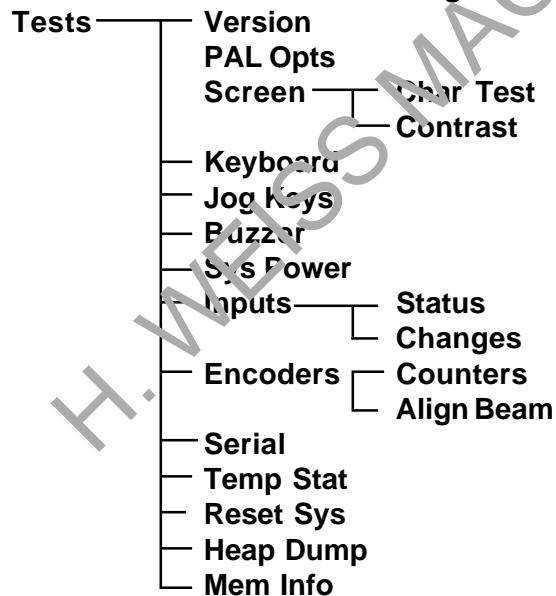 Tests Version
PAL Opts
Screen Char Test
Contrast
Keyboard
Jog Keys
Buzzer
Sys Power
Inputs Status
Changes
Encoders Counters
Align Beam
Serial
Temp Stat
Reset Sys
Heap Dump
Mem Info
H. WEISS